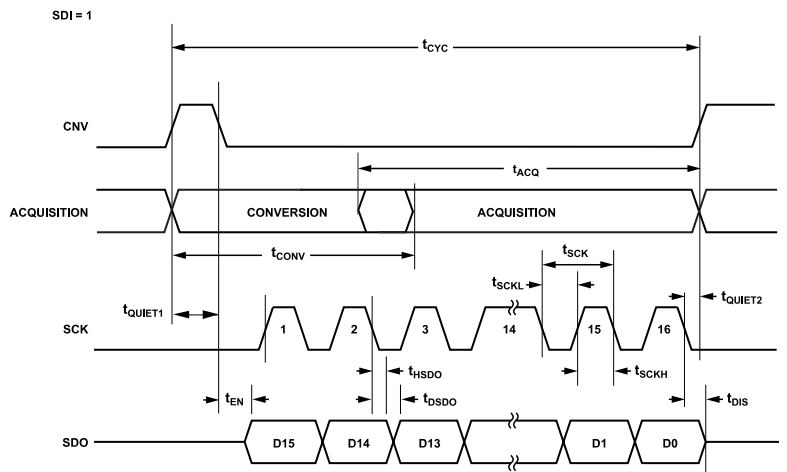 SDI = 1
tCYC
CNV
tACQ
ACQUISITION
CONVERSION
ACQUISITION
tCONV
tSCK
tSCKL
tQUIET1
tQUIET2
SCK
1
2
3
14
15
16
tHSDO
tSCKH
tEN
tDSDO
tDIS
SDO
D15
D14
D13
D1
D0